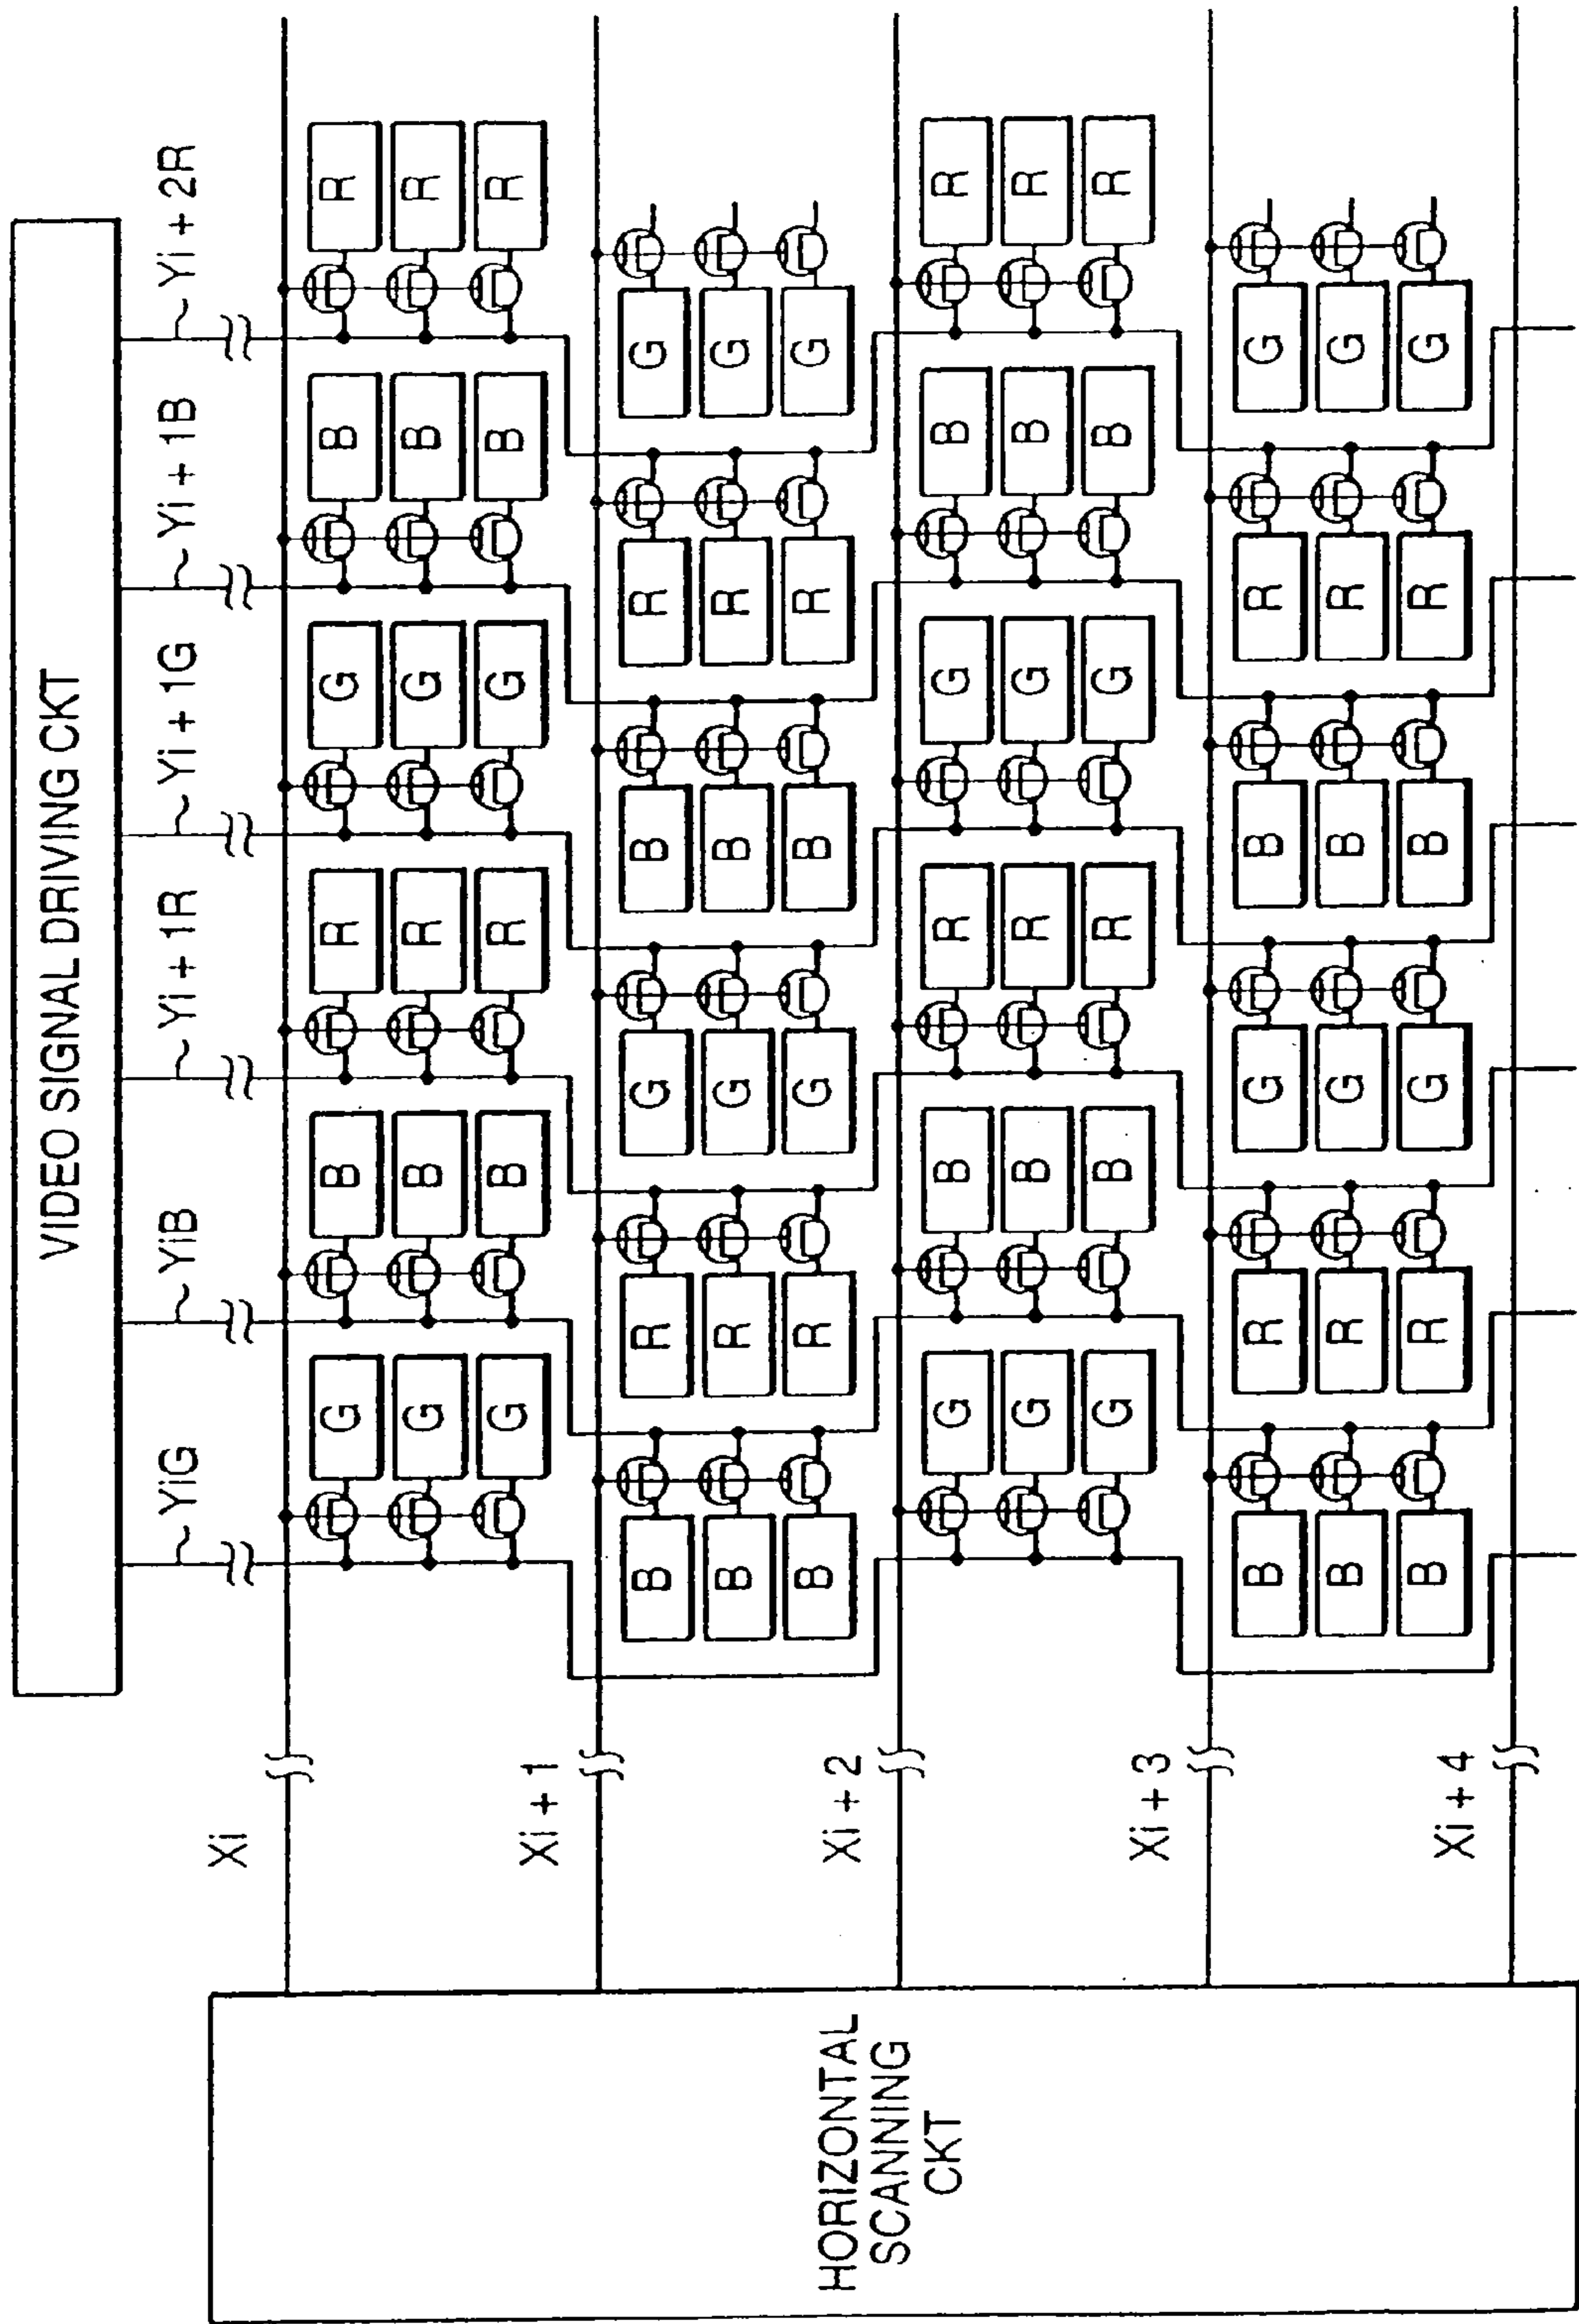 VIDEO SIGNAL DRIVING CKT
YiG YiB Yi + 1R Yi + 1G Yi + 1B Yi + 2R
Xi
G B R G B R
G B R G B R
G B R G B R
Xi + 1
B R G B R G
B R G B R G
B R G B R G
Xi + 2
G B R G B R
G B R G B R
G B R G B R
Xi + 3
B R G B R G
B R G B R G
B R G B R G
Xi + 4
HORIZONTAL
SCANNING
CKT